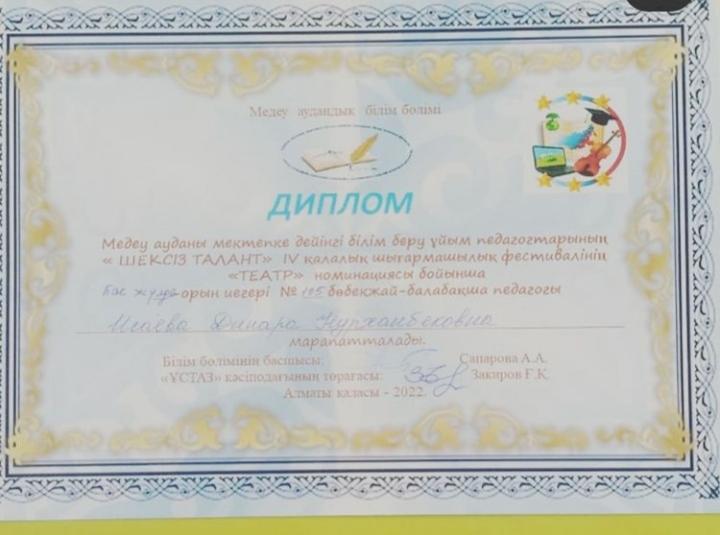 Медеу аудандық білім бөлімі
ДИПЛОМ
Медеу ауданы мектепке дейінгі білім беру ұйым педагогтарының
« ШЕКСІЗ ТАЛАНТ» IV қалалық шығармашылық фестивалінің
«ТЕАТР» номинациясы бойынша
Бас жүлде орын иегері № 105 бөбекжай-балабақша педагогы
Динара
марапатталады.
Білім бөлімінің басшысы: Сапарова А.А.
«ҰСТАЗ» кәсіподағының төрағасы: Закиров Ғ.Қ.
Алматы қаласы - 2022.